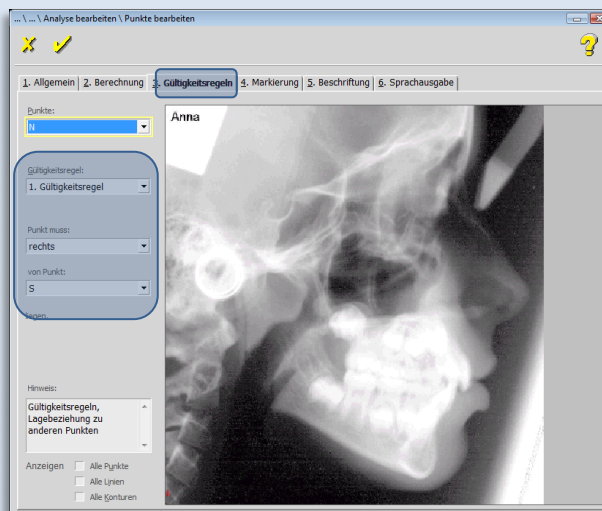 ... \ ... \ Analyse bearbeiten \ Punkte bearbeiten
1. Allgemein 2. Berechnung 3. Gültigkeitsregeln 4. Markierung 5. Beschriftung 6. Sprachausgabe
Punkte:
N
Anna
Gültigkeitsregel:
1. Gültigkeitsregel
Punkt muss:
rechts
von Punkt:
S
liegen.
Hinweis:
Gültigkeitsregeln,
Lagebeziehung zu
anderen Punkten
Anzeigen Alle Punkte
Alle Linien
Alle Konturen